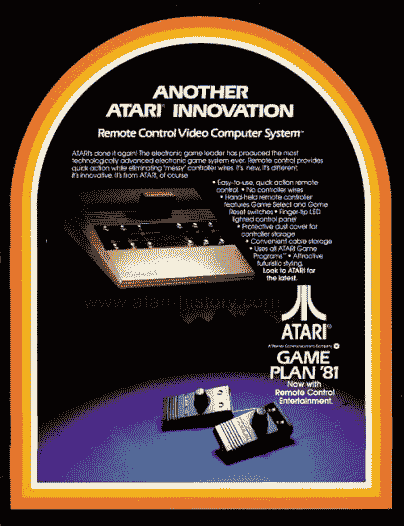 ANOTHER
ATARI® INNOVATION
Remote Control Video Computer System™
ATARI's done it again! The electronic game leader has produced the most
technologically advanced electronic game system ever. Remote control provides
quick action while eliminating "messy" controller wires. It's new, it's different.
It's innovative. It's from ATARI, of course.
• Easy-to-use, quick action remote
control. • No controller wires
• Hand-held remote controller
features Game Select and Game
Reset switches • Finger-tip LED
lighted control panel
• Protective dust cover for
controller storage
• Convenient cable storage
• Uses all ATARI Game
Programs™ • Attractive
futuristic styling.
Look to ATARI for
the latest.
www.atari-history.com
ATARI®
A Warner Communications Company
GAME
PLAN '81
Now with
Remote Control
Entertainment.